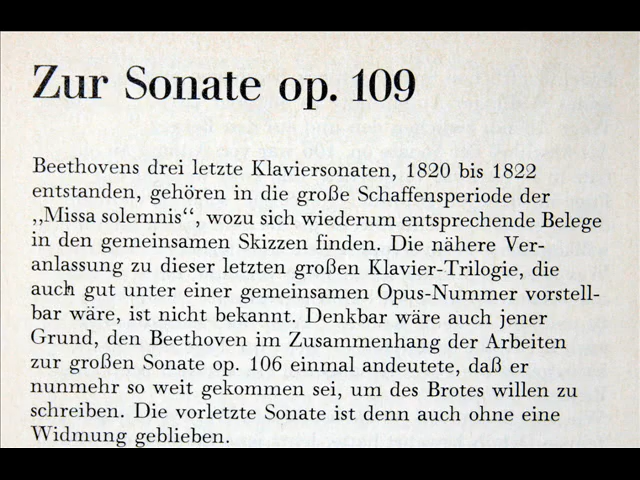 Zur Sonate op. 109
Beethovens drei letzte Klaviersonaten, 1820 bis 1822
entstanden, gehören in die große Schaffensperiode der
„Missa solemnis“, wozu sich wiederum entsprechende Belege
in den gemeinsamen Skizzen finden. Die nähere Ver-
anlassung zu dieser letzten großen Klavier-Trilogie, die
auch gut unter einer gemeinsamen Opus-Nummer vorstell-
bar wäre, ist nicht bekannt. Denkbar wäre auch jener
Grund, den Beethoven im Zusammenhang der Arbeiten
zur großen Sonate op. 106 einmal andeutete, daß er
nunmehr so weit gekommen sei, um des Brotes willen zu
schreiben. Die vorletzte Sonate ist denn auch ohne eine
Widmung geblieben.